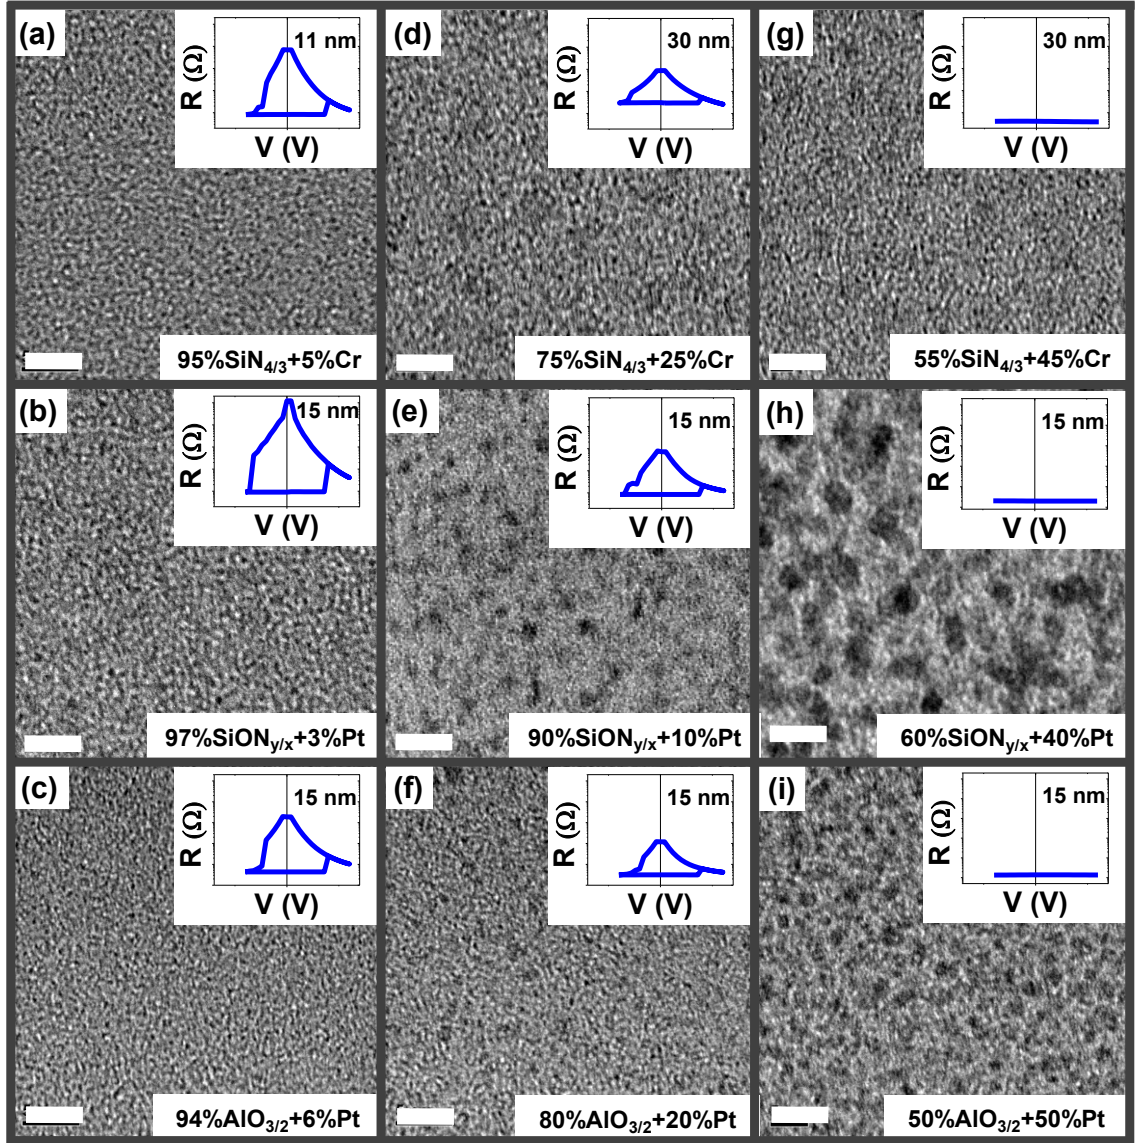 (a)
11 nm
R (Ω)
V (V)
95%SiN4/3+5%Cr
(d)
30 nm
R (Ω)
V (V)
75%SiN4/3+25%Cr
(g)
30 nm
R (Ω)
V (V)
55%SiN4/3+45%Cr
(b)
15 nm
R (Ω)
V (V)
97%SiONy/x+3%Pt
(e)
15 nm
R (Ω)
V (V)
90%SiONy/x+10%Pt
(h)
15 nm
R (Ω)
V (V)
60%SiONy/x+40%Pt
(c)
15 nm
R (Ω)
V (V)
94%AlO3/2+6%Pt
(f)
15 nm
R (Ω)
V (V)
80%AlO3/2+20%Pt
(i)
15 nm
R (Ω)
V (V)
50%AlO3/2+50%Pt